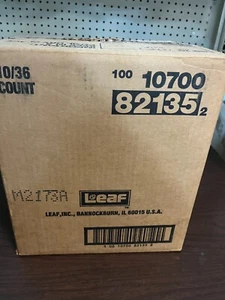 10/36
COUNT
100 10700
82135 2
M2173A
Leaf
LEAF, INC., BANNOCKBURN, IL 60015 U.S.A.